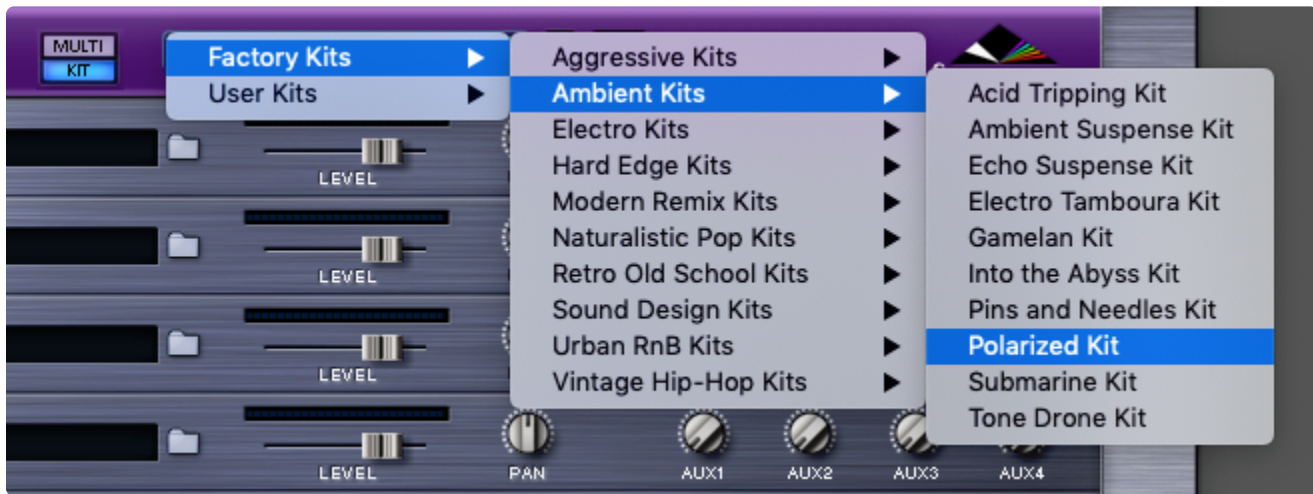 MULTI
KIT
Factory Kits
User Kits
Aggressive Kits
Ambient Kits
Electro Kits
Hard Edge Kits
Modern Remix Kits
Naturalistic Pop Kits
Retro Old School Kits
Sound Design Kits
Urban RnB Kits
Vintage Hip-Hop Kits
Acid Tripping Kit
Ambient Suspense Kit
Echo Suspense Kit
Electro Tamboura Kit
Gamelan Kit
Into the Abyss Kit
Pins and Needles Kit
Polarized Kit
Submarine Kit
Tone Drone Kit
LEVEL
LEVEL
LEVEL
LEVEL PAN AUX1 AUX2 AUX3 AUX4